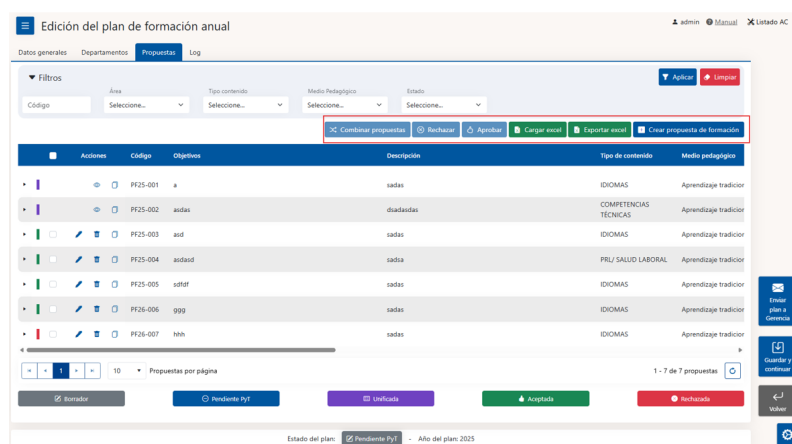 Edición del plan de formación anual
admin Manual Listado AC
Datos generales Departamentos Propuestas Log
Filtros
Aplicar Limpiar
Área Tipo contenido Medio Pedagógico Estado
Código Seleccione... Seleccione... Seleccione... Seleccione...
Combinar propuestas Rechazar Aprobar Cargar excel Exportar excel Crear propuesta de formación
Acciones Código Objetivos Descripción Tipo de contenido Medio pedagógico
PF25-001 a sadas IDIOMAS Aprendizaje tradicior
PF25-002 asdas dsadasdas COMPETENCIAS TÉCNICAS Aprendizaje tradicior
PF25-003 asd sadas IDIOMAS Aprendizaje tradicior
PF25-004 asdasd sadsa PRL/ SALUD LABORAL Aprendizaje tradicior
PF25-005 sdfdf sadas IDIOMAS Aprendizaje tradicior
PF26-006 ggg sadas IDIOMAS Aprendizaje tradicior
PF26-007 hhh sadas IDIOMAS Aprendizaje tradicior
Enviar plan a Gerencia
Guardar y continuar
Volver
« ‹ 1 › » 10 Propuestas por página 1 - 7 de 7 propuestas
Borrador Pendiente PyT Unificada Aceptada Rechazada
Estado del plan: Pendiente PyT - Año del plan: 2025